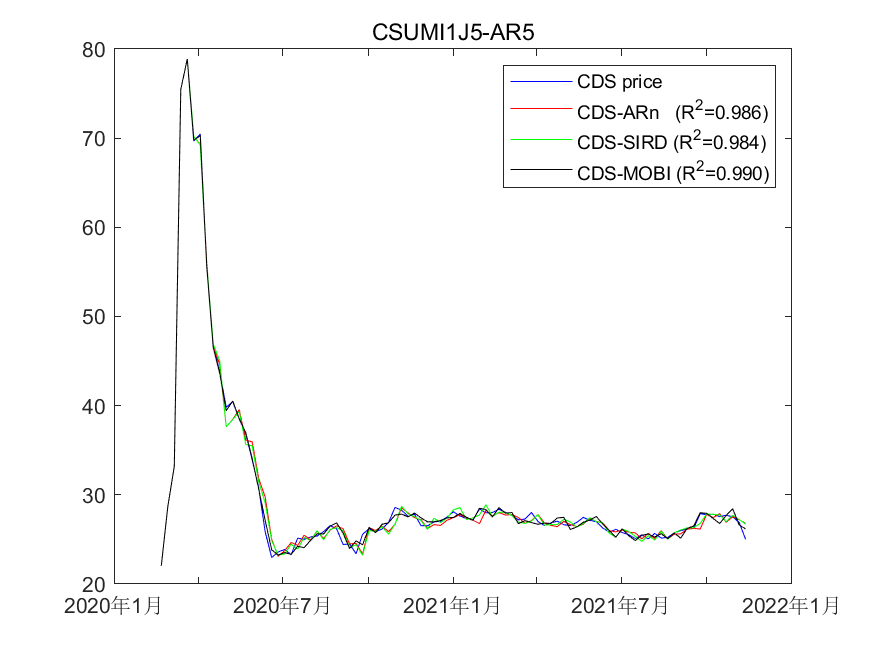 CSUMI1J5-AR5
80
70
60
50
40
30
20
CDS price
CDS-ARn (R²=0.986)
CDS-SIRD (R²=0.984)
CDS-MOBI (R²=0.990)
2020年1月
2020年7月
2021年1月
2021年7月
2022年1月